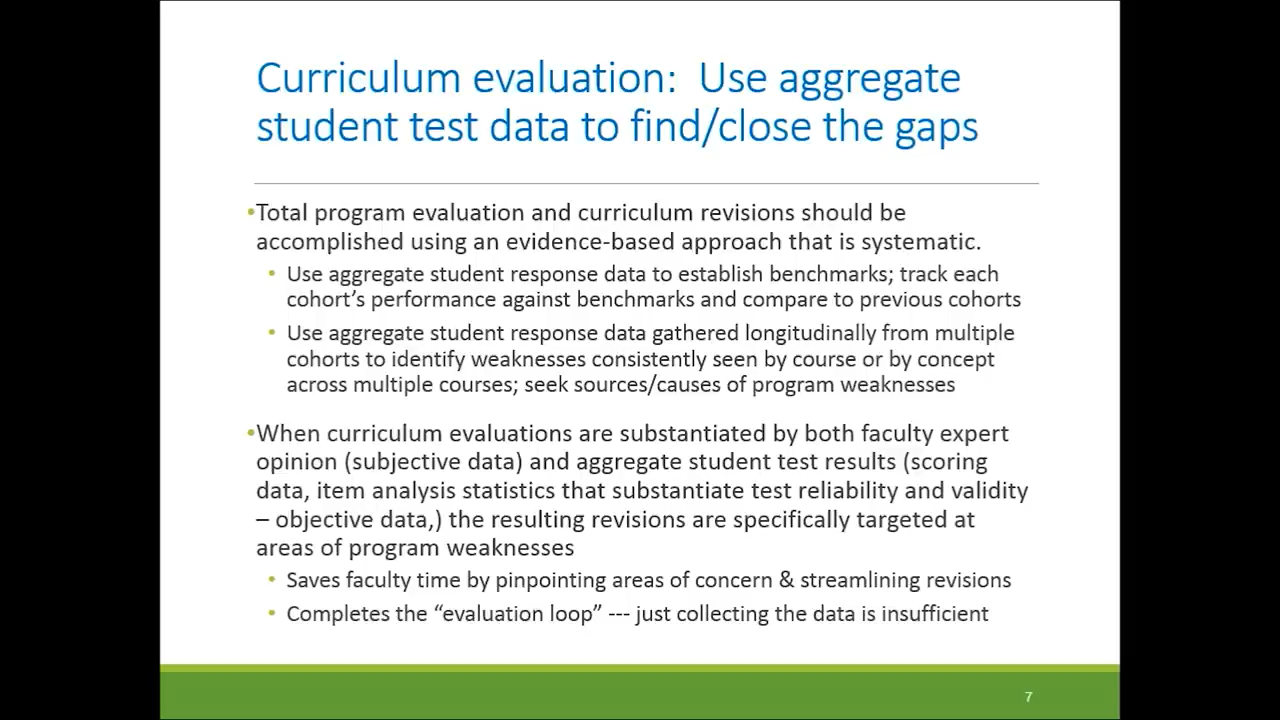 Curriculum evaluation:  Use aggregate
student test data to find/close the gaps
•Total program evaluation and curriculum revisions should be
accomplished using an evidence-based approach that is systematic.
• Use aggregate student response data to establish benchmarks; track each
cohort’s performance against benchmarks and compare to previous cohorts
• Use aggregate student response data gathered longitudinally from multiple
cohorts to identify weaknesses consistently seen by course or by concept
across multiple courses; seek sources/causes of program weaknesses
•When curriculum evaluations are substantiated by both faculty expert
opinion (subjective data) and aggregate student test results (scoring
data, item analysis statistics that substantiate test reliability and validity
– objective data,) the resulting revisions are specifically targeted at
areas of program weaknesses
• Saves faculty time by pinpointing areas of concern & streamlining revisions
• Completes the “evaluation loop” --- just collecting the data is insufficient
7